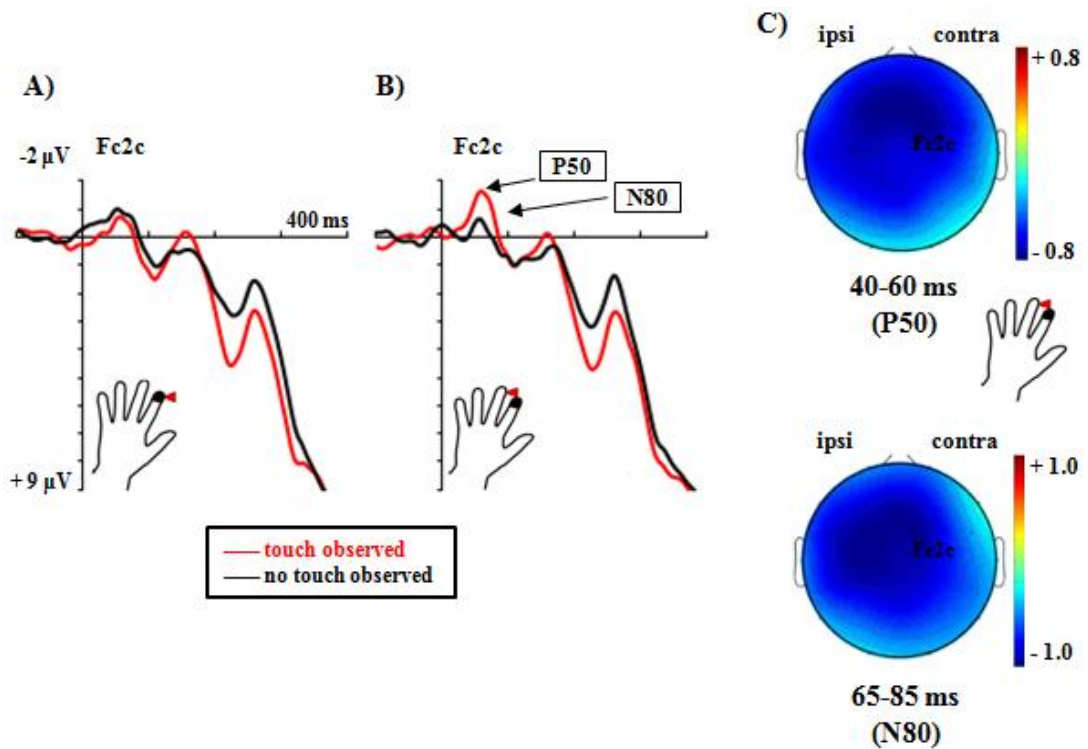 A)
Fc2c
-2 µV
400 ms
+9 µV
B)
Fc2c
P50
N80
touch observed
no touch observed
C)
ipsi contra
Fc2c
+ 0.8
- 0.8
40-60 ms
(P50)
ipsi contra
Fc2c
+ 1.0
- 1.0
65-85 ms
(N80)